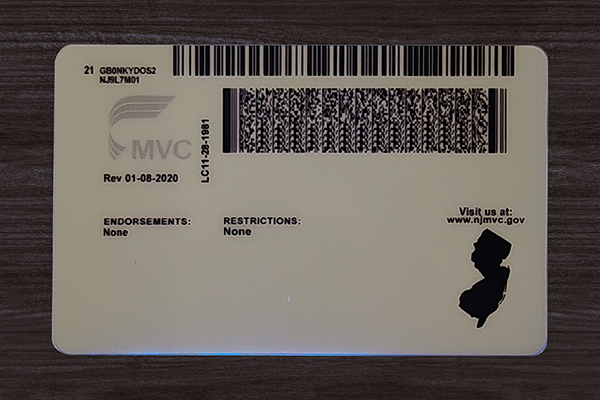 21 GB0NKYDOS2
NJ9L7M01
MVC
LC11-28-1981
Rev 01-08-2020
ENDORSEMENTS:
None
RESTRICTIONS:
None
Visit us at:
www.njmvc.gov